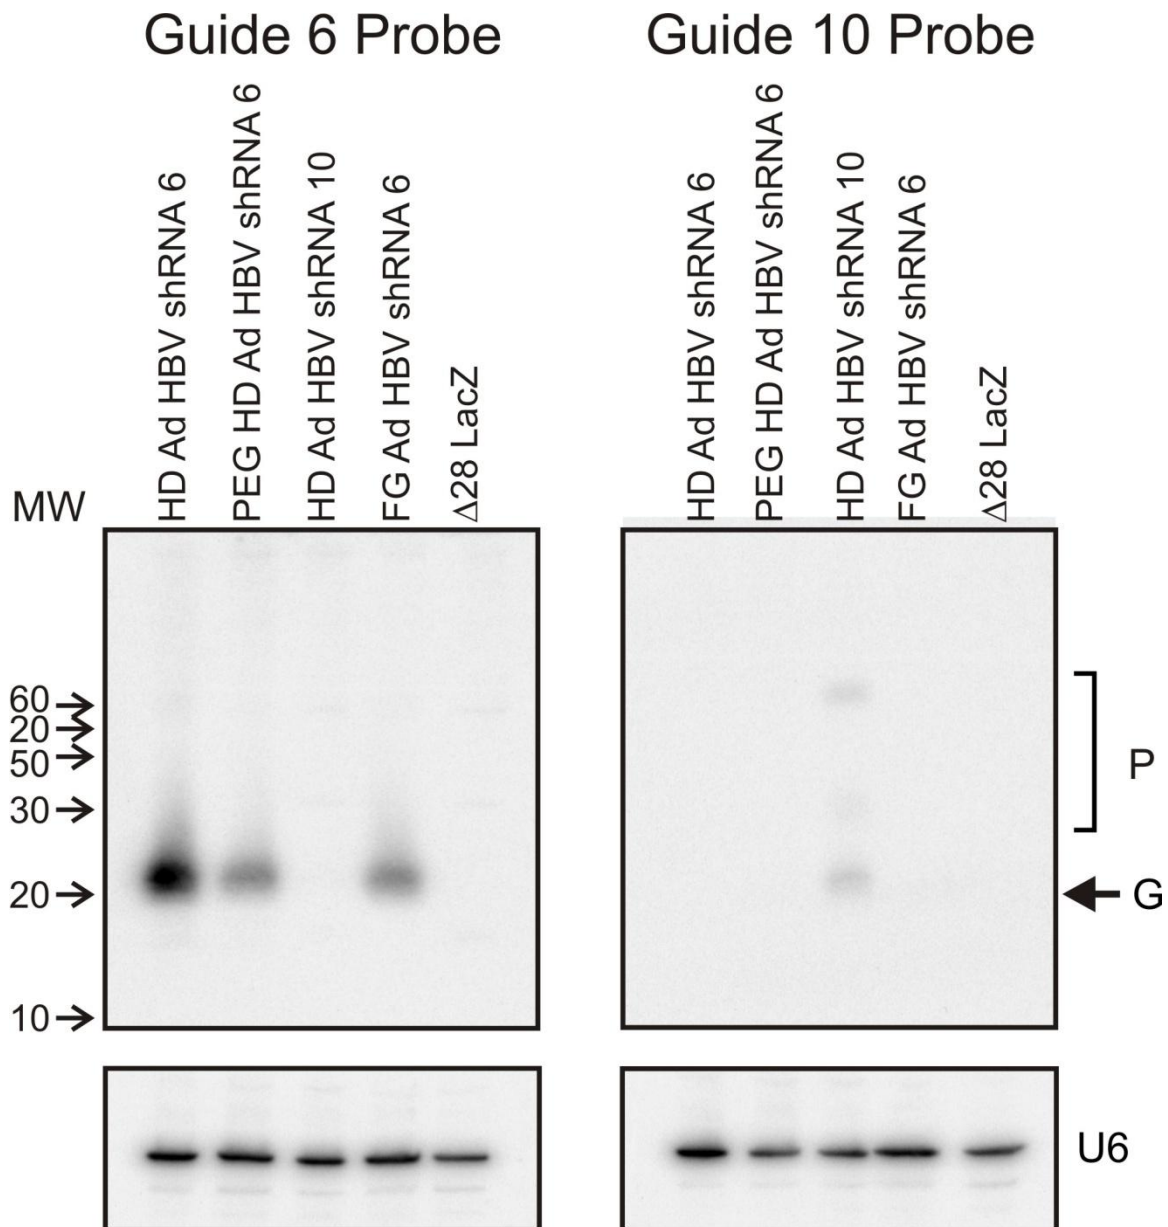 Guide 6 Probe
Guide 10 Probe
HD Ad HBV shRNA 6
PEG HD Ad HBV shRNA 6
HD Ad HBV shRNA 10
FG Ad HBV shRNA 6
Δ28 LacZ
HD Ad HBV shRNA 6
PEG HD Ad HBV shRNA 6
HD Ad HBV shRNA 10
FG Ad HBV shRNA 6
Δ28 LacZ
MW
60
20
50
30
20
10
P
G
U6